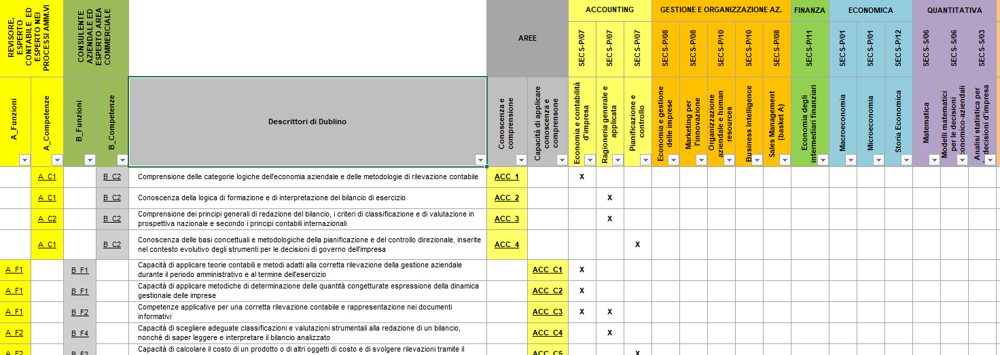 REVISORE,
ESPERTO
CONTABILE ED
ESPERTO NEI
PROCESSI AMM.VI
CONSULENTE
AZIENDALE ED
ESPERTO AREA
COMMERCIALE
AREE
ACCOUNTING
GESTIONE E ORGANIZZAZIONE AZ.
FINANZA
ECONOMICA
QUANTITATIVA
SECS-P/07
SECS-P/07
SECS-P/07
SECS-P/08
SECS-P/08
SECS-P/10
SECS-P/10
SECS-P/08
SECS-P/11
SECS-P/01
SECS-P/01
SECS-P/12
SECS-S/06
SECS-S/06
SECS-S/03
A_Funzioni
A_Competenze
B_Funzioni
B_Competenze
Descrittori di Dublino
Conoscenza e
comprensione
Capacità di applicare
conoscenza e
comprensone
Economia e contabilità
d'impresa
Ragioneria generale e
applicata
Pianificazione e
controllo
Economia e gestione
delle imprese
Marketing per
l'innovazione
Organizzazione
aziendale e human
resources
Business Intelligence
Sales Management
(basket A)
Economia degli
intermediari finanziari
Macroeconomia
Microeconomia
Storia Economica
Matematica
Modelli matematici
per le decisioni
conomico-aziendali
Analisi statistica per
decisioni d'impresa
A_C1 B_C2 Comprensione delle categorie logiche dell'economia aziendale e delle metodologie di rilevazione contabile ACC_1 X
A_C1 B_C2 Conoscenza della logica di formazione e di interpretazione del bilancio di esercizio ACC_2 X
A_C2 B_C2 Comprensione dei principi generali di redazione del bilancio, i criteri di classificazione e di valutazione in
prospettiva nazionale e secondo i principi contabili internazionali ACC_3 X
A_C1 B_C2 Conoscenza delle basi concettuali e metodologiche della pianificazione e del controllo direzionale, inserite
nel contesto evolutivo degli strumenti per le decisioni di governo dell'impresa ACC_4 X
A_F1 B_F1 Capacità di applicare teorie contabili e metodi adatti alla corretta rilevazione della gestione aziendale
durante il periodo amministrativo e al termine dell'esercizio ACC_C1 X
A_F1 B_F1 Capacità di applicare metodiche di determinazione delle quantità congetturate espressione della dinamica
gestionale delle imprese ACC_C2 X
A_F1 B_F2 Competenze applicative per una corretta rilevazione contabile e rappresentazione nei documenti
informativi ACC_C3 X X
A_F2 B_F4 Capacità di scegliere adeguate classificazioni e valutazioni strumentali alla redazione di un bilancio,
nonché di saper leggere e interpretare il bilancio analizzato ACC_C4 X
A_F2 B_F3 Capacità di calcolare il costo di un prodotto o di altri oggetti di costo e di svolgere rilevazioni tramite il ACC_C5 X